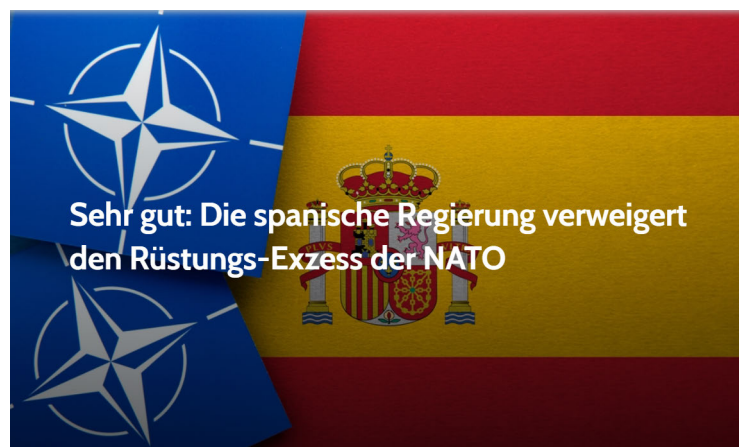 Sehr gut: Die spanische Regierung verweigert
den Rüstungs-Exzess der NATO
PLVS